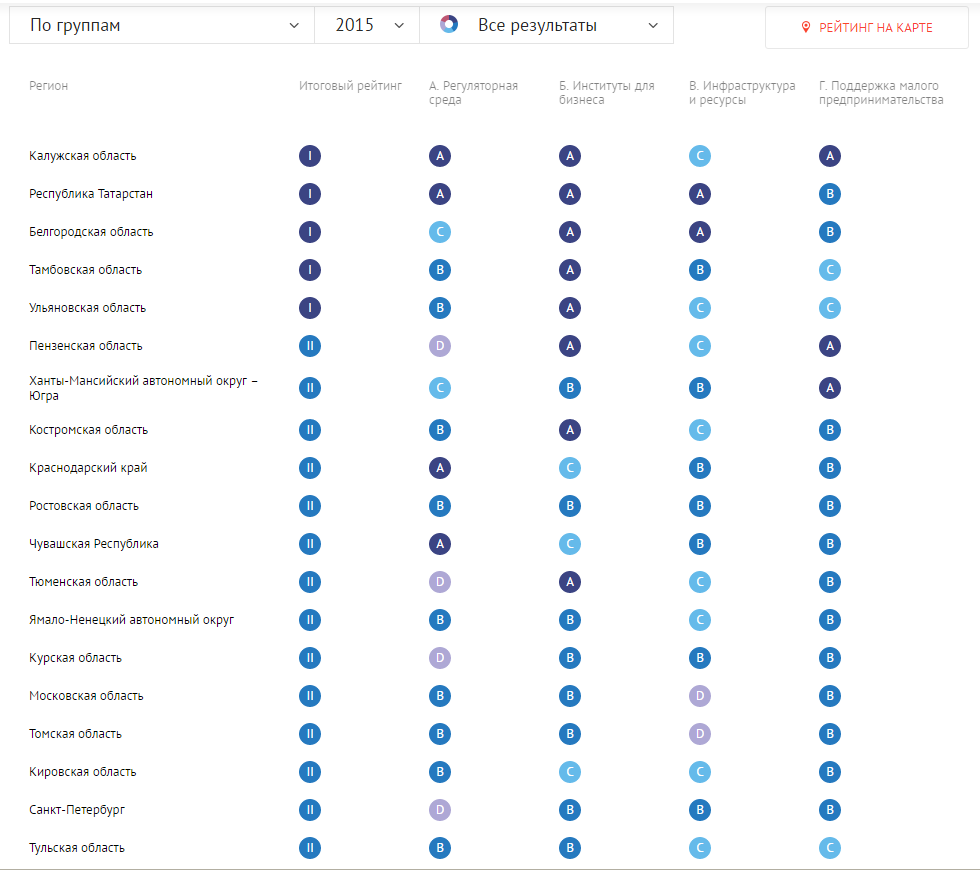 По группам 2015 Все результаты РЕЙТИНГ НА КАРТЕ
Регион Итоговый рейтинг А. Регуляторная Б. Институты для В. Инфраструктура Г. Поддержка малого
среда бизнеса и ресурсы предпринимательства
Калужская область I A A C A
Республика Татарстан I A A A B
Белгородская область I C A A B
Тамбовская область I B A B C
Ульяновская область I B A C C
Пензенская область II D A C A
Ханты-Мансийский автономный округ –
Югра II C B B A
Костромская область II B A C B
Краснодарский край II A C B B
Ростовская область II B B B B
Чувашская Республика II A C B B
Тюменская область II D A C B
Ямало-Ненецкий автономный округ II B B C B
Курская область II D B B B
Московская область II B B D B
Томская область II B B D B
Кировская область II B C C B
Санкт-Петербург II D B B B
Тульская область II B B C C